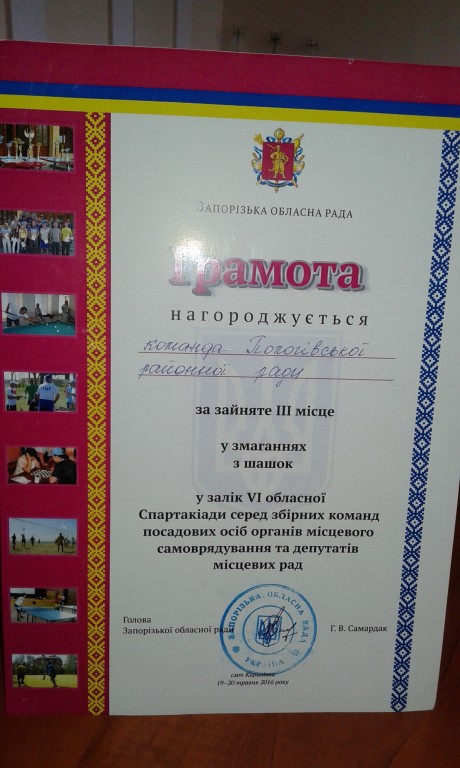 ЗАПОРІЗЬКА ОБЛАСНА РАДА
Грамота
нагороджується
команда Пологівської
районної ради
за зайняте III місце
у змаганнях
з шашок
у залік VI обласної
Спартакіади серед збірних команд
посадових осіб органів місцевого
самоврядування та депутатів
місцевих рад
Голова
Запорізької обласної ради
Г. В. Самардак
ЗАПОРІЗЬКА ОБЛАСНА РАДА
УКРАЇНА
смт Кирилівка
19–20 травня 2016 року